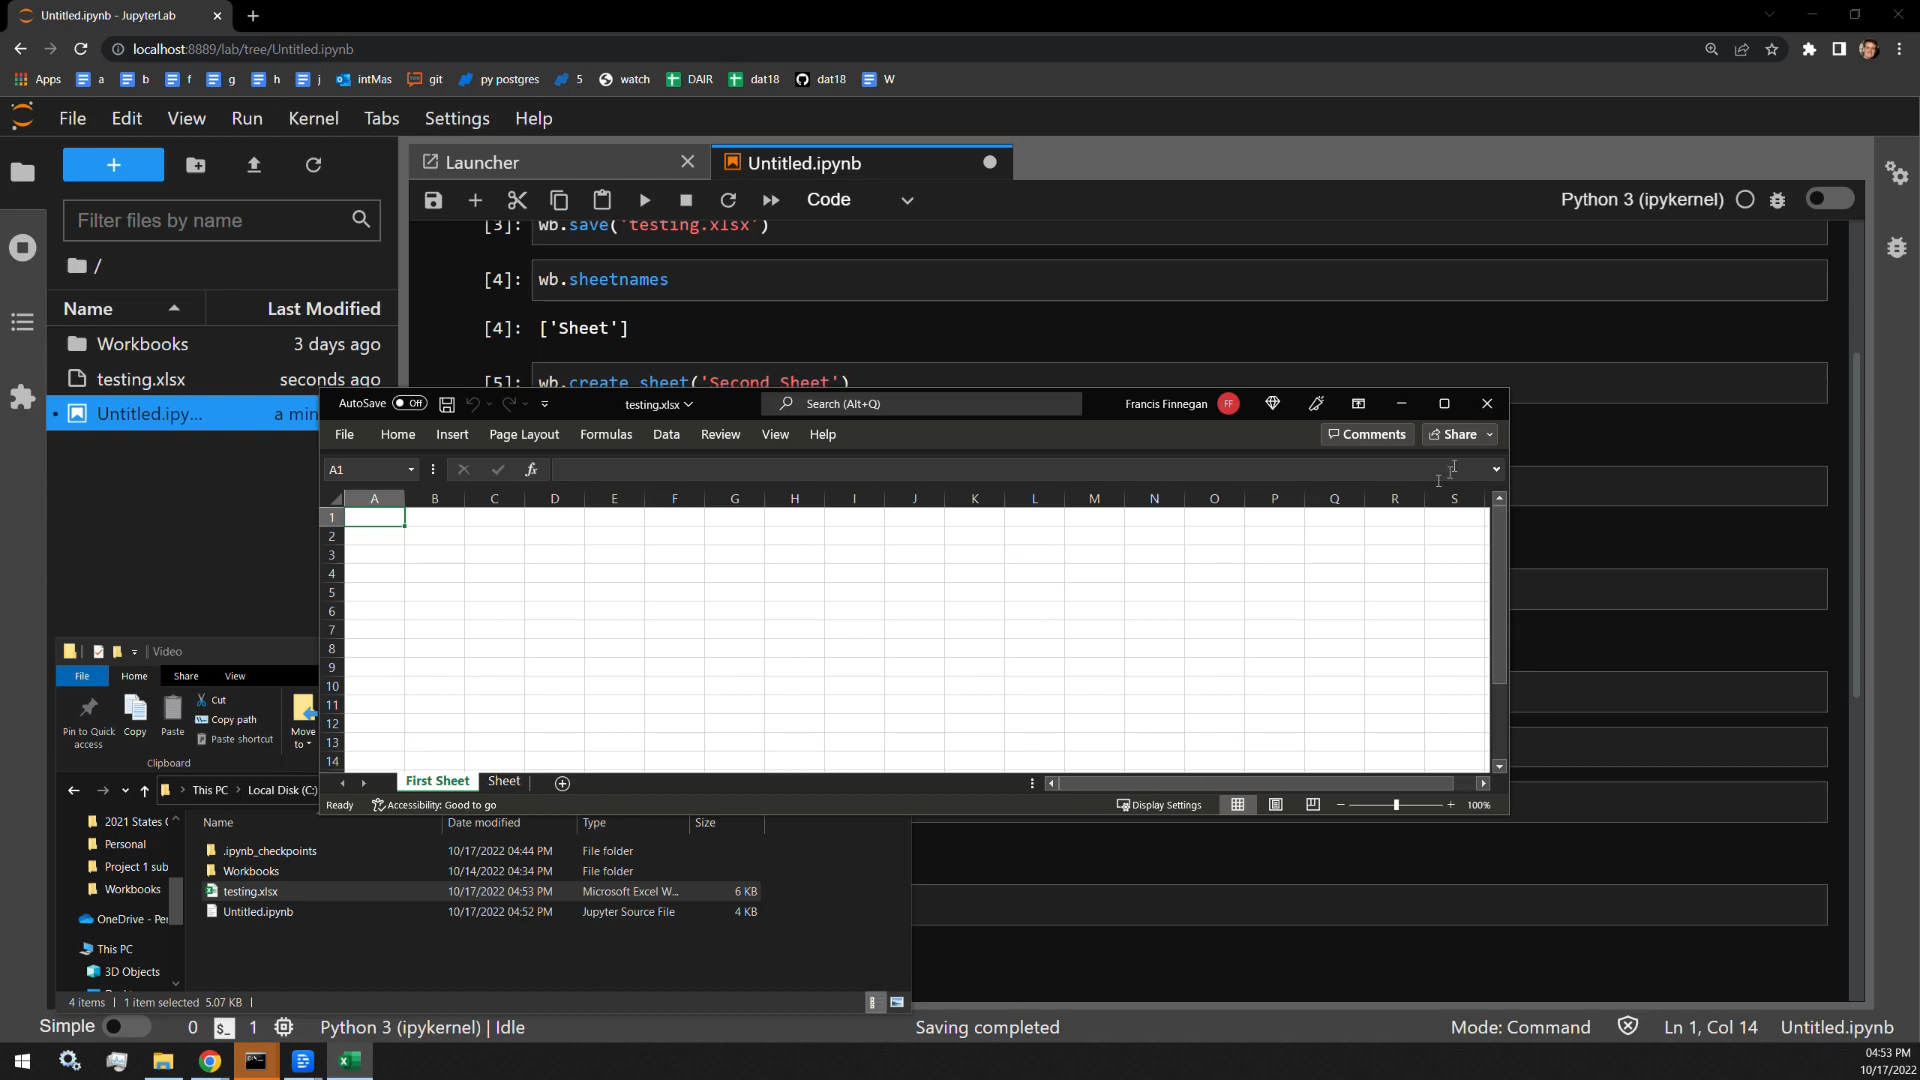 Untitled.ipynb - JupyterLab
localhost:8889/lab/tree/Untitled.ipynb
Apps a b f g h j intMas git py postgres 5 watch DAIR dat18 dat18 W
File Edit View Run Kernel Tabs Settings Help
Launcher
Untitled.ipynb
Code
Python 3 (ipykernel)
Filter files by name
/
Name Last Modified
Workbooks 3 days ago
testing.xlsx seconds ago
Untitled.ipy... a min
[3]: wb.save('testing.xlsx')
[4]: wb.sheetnames
[4]: ['Sheet']
[5]: wb.create_sheet('Second Sheet')
AutoSave Off testing.xlsx Search (Alt+Q) Francis Finnegan FF
File Home Insert Page Layout Formulas Data Review View Help Comments Share
A1 fx
A B C D E F G H I J K L M N O P Q R S
1
2
3
4
5
6
7
8
9
10
11
12
13
14
First Sheet Sheet
Ready Accessibility: Good to go Display Settings 100%
Video
File Home Share View
Pin to Quick access
Copy
Paste
Cut
Copy path
Paste shortcut
Move to
Clipboard
This PC Local Disk (C:)
2021 States (
Personal
Project 1 sub
Workbooks
OneDrive - Per
This PC
3D Objects
Name Date modified Type Size
.ipynb_checkpoints 10/17/2022 04:44 PM File folder
Workbooks 10/14/2022 04:34 PM File folder
testing.xlsx 10/17/2022 04:53 PM Microsoft Excel W... 6 KB
Untitled.ipynb 10/17/2022 04:52 PM Jupyter Source File 4 KB
4 items 1 item selected 5.07 KB
Simple 0 $_ 1 Python 3 (ipykernel) | Idle Saving completed Mode: Command Ln 1, Col 14 Untitled.ipynb
04:53 PM
10/17/2022